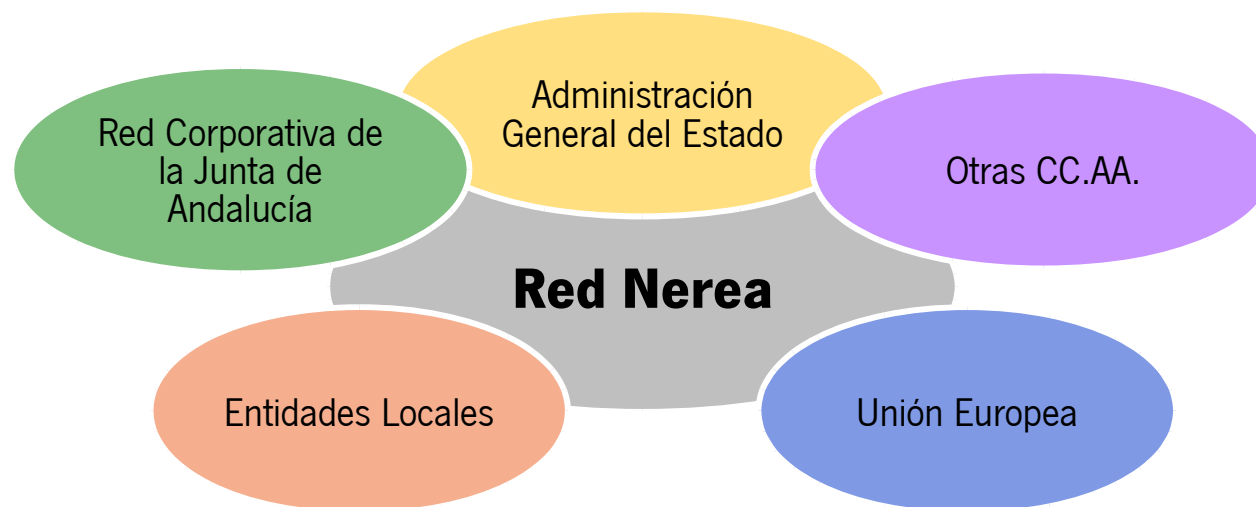 Administración
General del Estado
Red Corporativa de
la Junta de
Andalucía
Otras CC.AA.
Red Nerea
Entidades Locales
Unión Europea